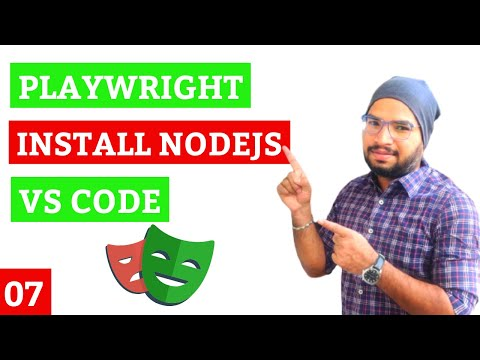 PLAYWRIGHT
INSTALL NODEJS
VS CODE
07